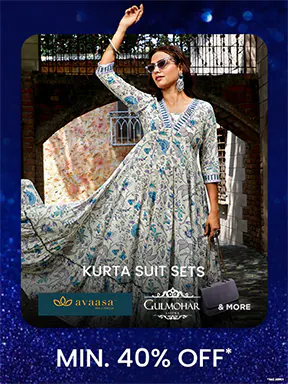 KURTA SUIT SETS
avaasa
GULMOHAR
& MORE
MIN. 40% OFF*